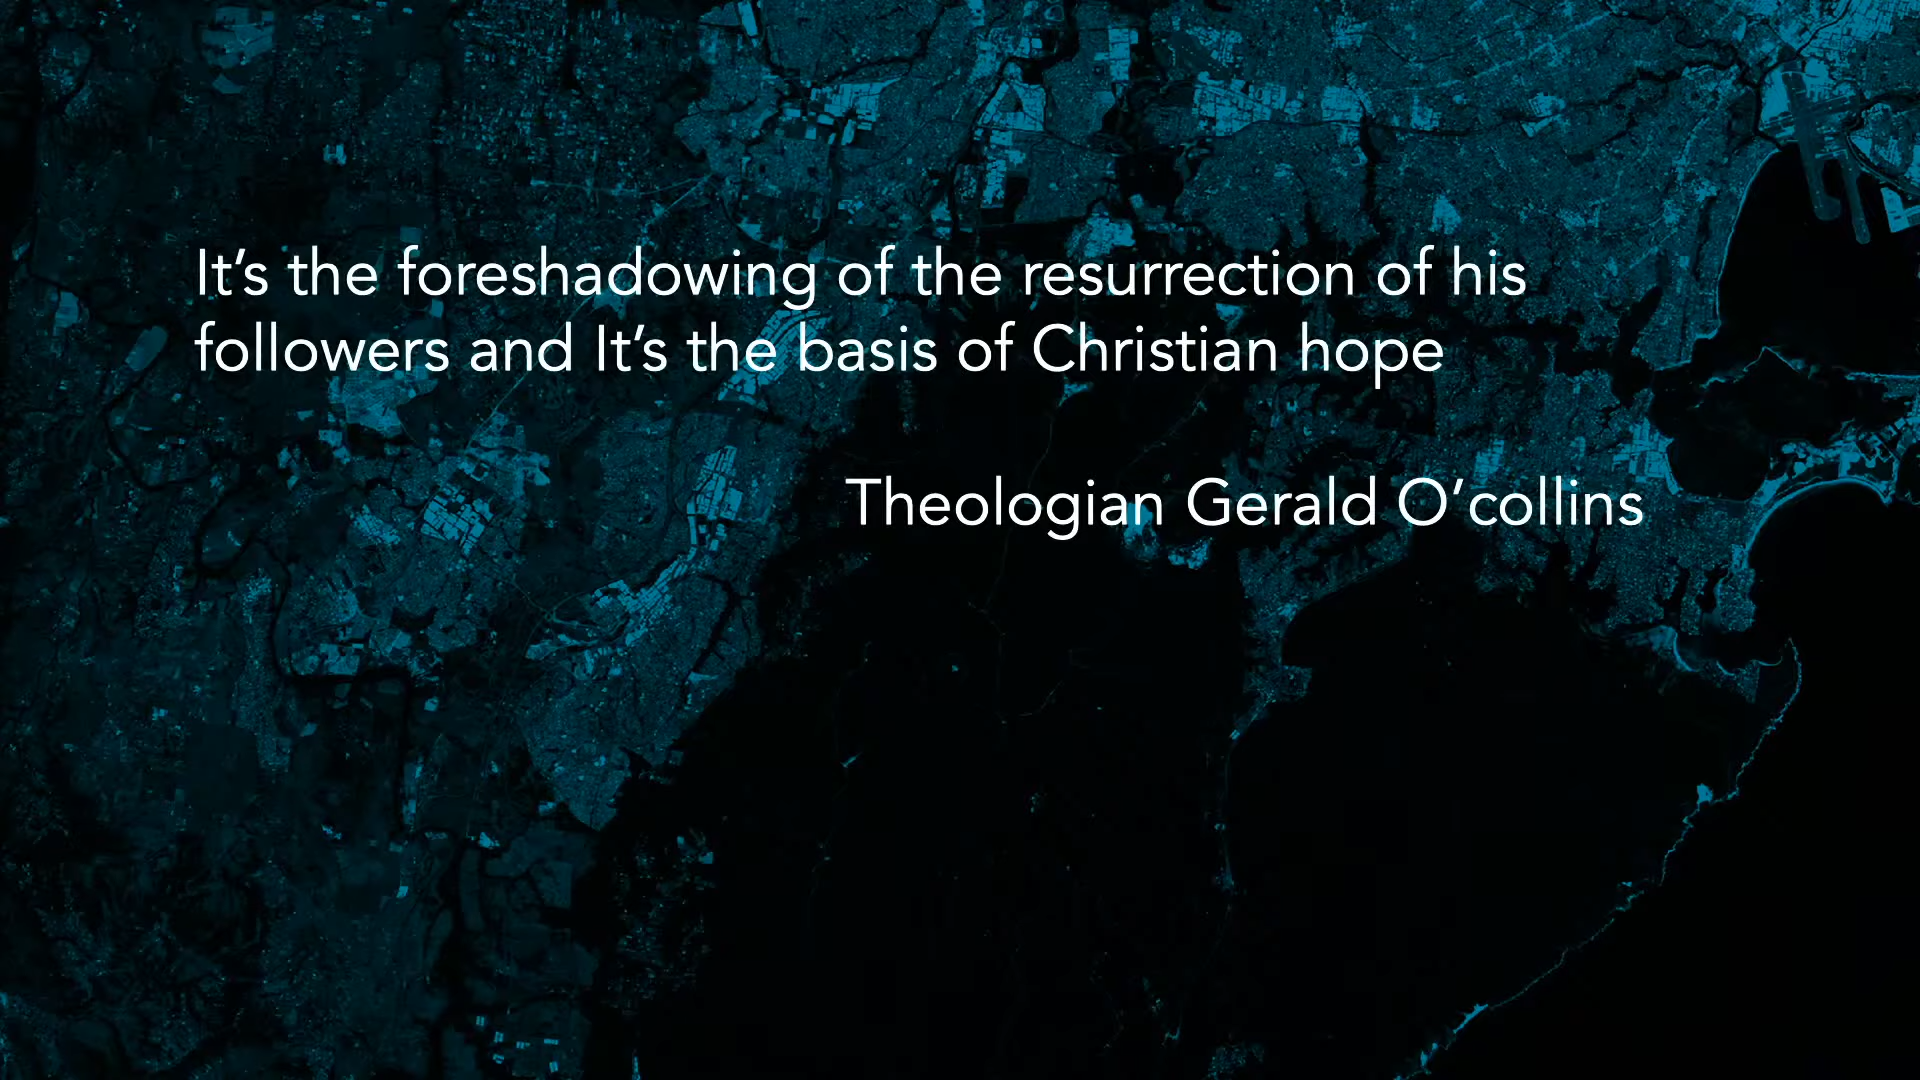 It’s the foreshadowing of the resurrection of his
followers and It’s the basis of Christian hope
Theologian Gerald O’collins